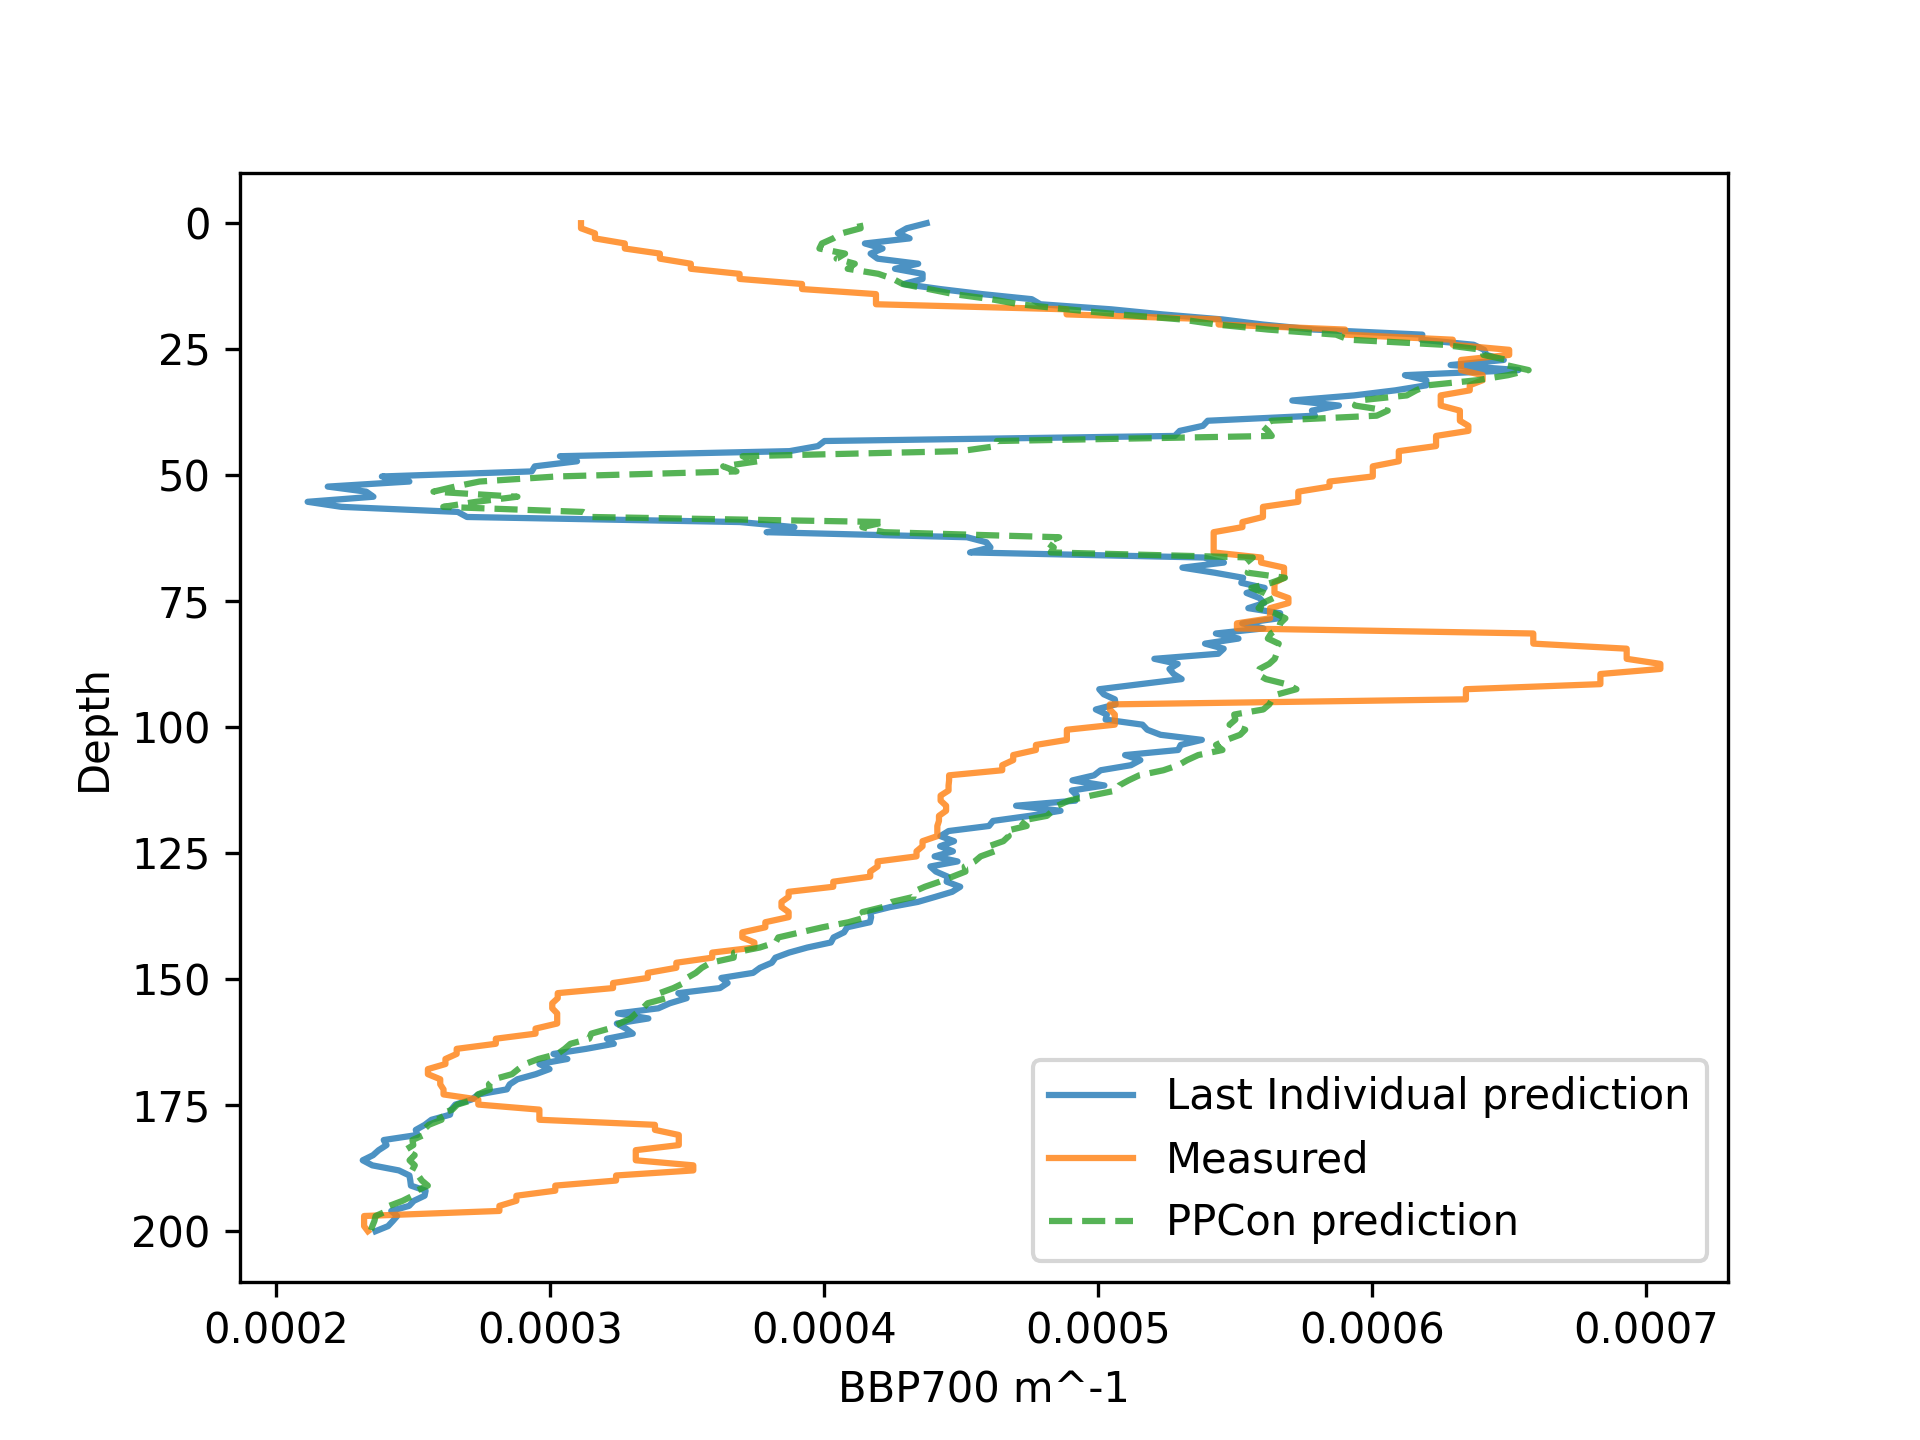 0
25
50
75
100
125
150
175
200
Depth
0.0002 0.0003 0.0004 0.0005 0.0006 0.0007
BBP700 m^-1
Last Individual prediction
Measured
PPCon prediction